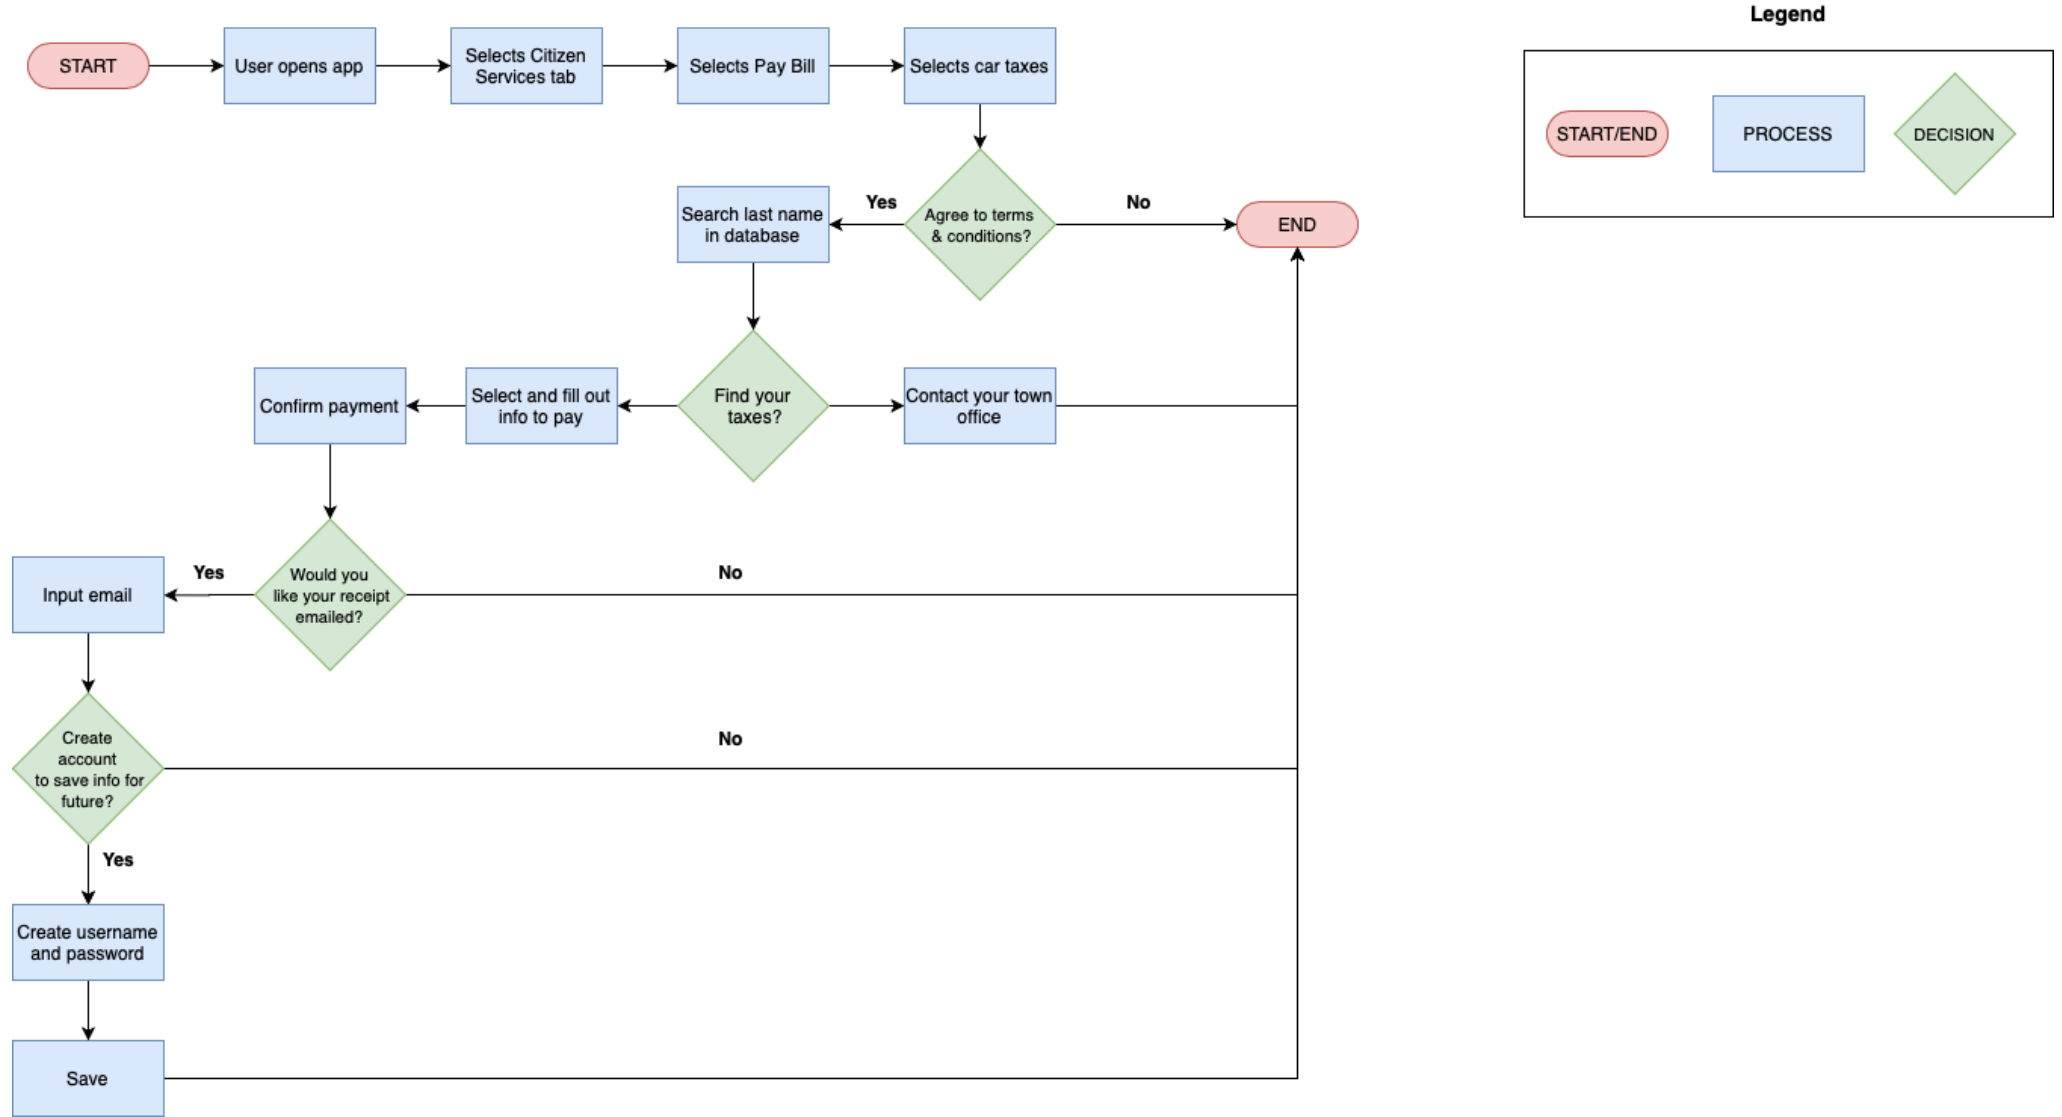 Legend
START
User opens app
Selects Citizen
Services tab
Selects Pay Bill
Selects car taxes
START/END
PROCESS
DECISION
Search last name
in database
Yes
Agree to terms
& conditions?
No
END
Confirm payment
Select and fill out
info to pay
Find your
taxes?
Contact your town
office
Input email
Yes
Would you
like your receipt
emailed?
No
Create
account
to save info for
future?
No
Yes
Create username
and password
Save